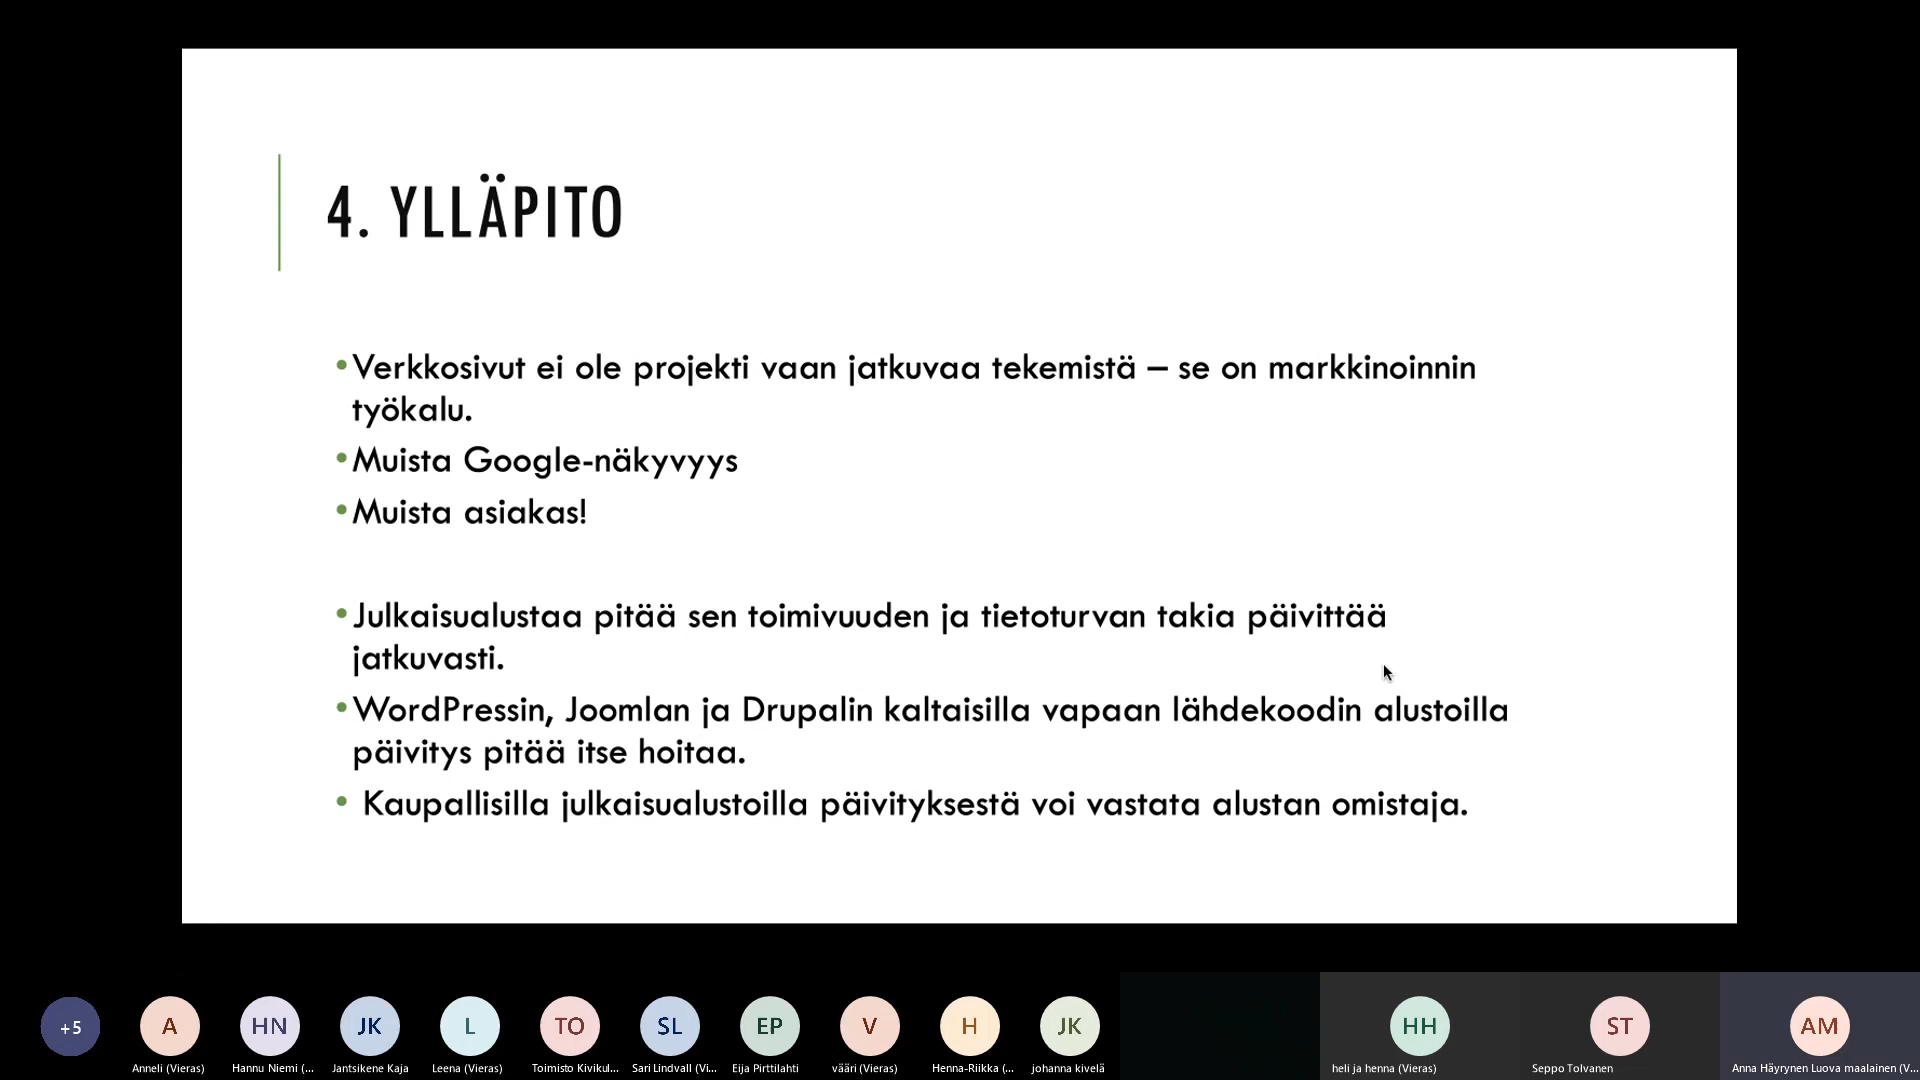 4. YLLÄPITO
•Verkkosivut ei ole projekti vaan jatkuvaa tekemistä – se on markkinoinnin
työkalu.
•Muista Google-näkyvyys
•Muista asiakas!
•Julkaisualustaa pitää sen toimivuuden ja tietoturvan takia päivittää
jatkuvasti.
•WordPressin, Joomlan ja Drupalin kaltaisilla vapaan lähdekoodin alustoilla
päivitys pitää itse hoitaa.
• Kaupallisilla julkaisualustoilla päivityksestä voi vastata alustan omistaja.
+5 A HN JK L TO SL EP V H JK HH ST AM
Anneli (Vieras) Hannu Niemi (... Jantsikene Kaja Leena (Vieras) Toimisto Kivikul... Sari Lindvall (Vi... Eija Pirttilahti vääri (Vieras) Henna-Riikka (... johanna kivelä heli ja henna (Vieras) Seppo Tolvanen Anna Häyrynen Luova maalainen (V...